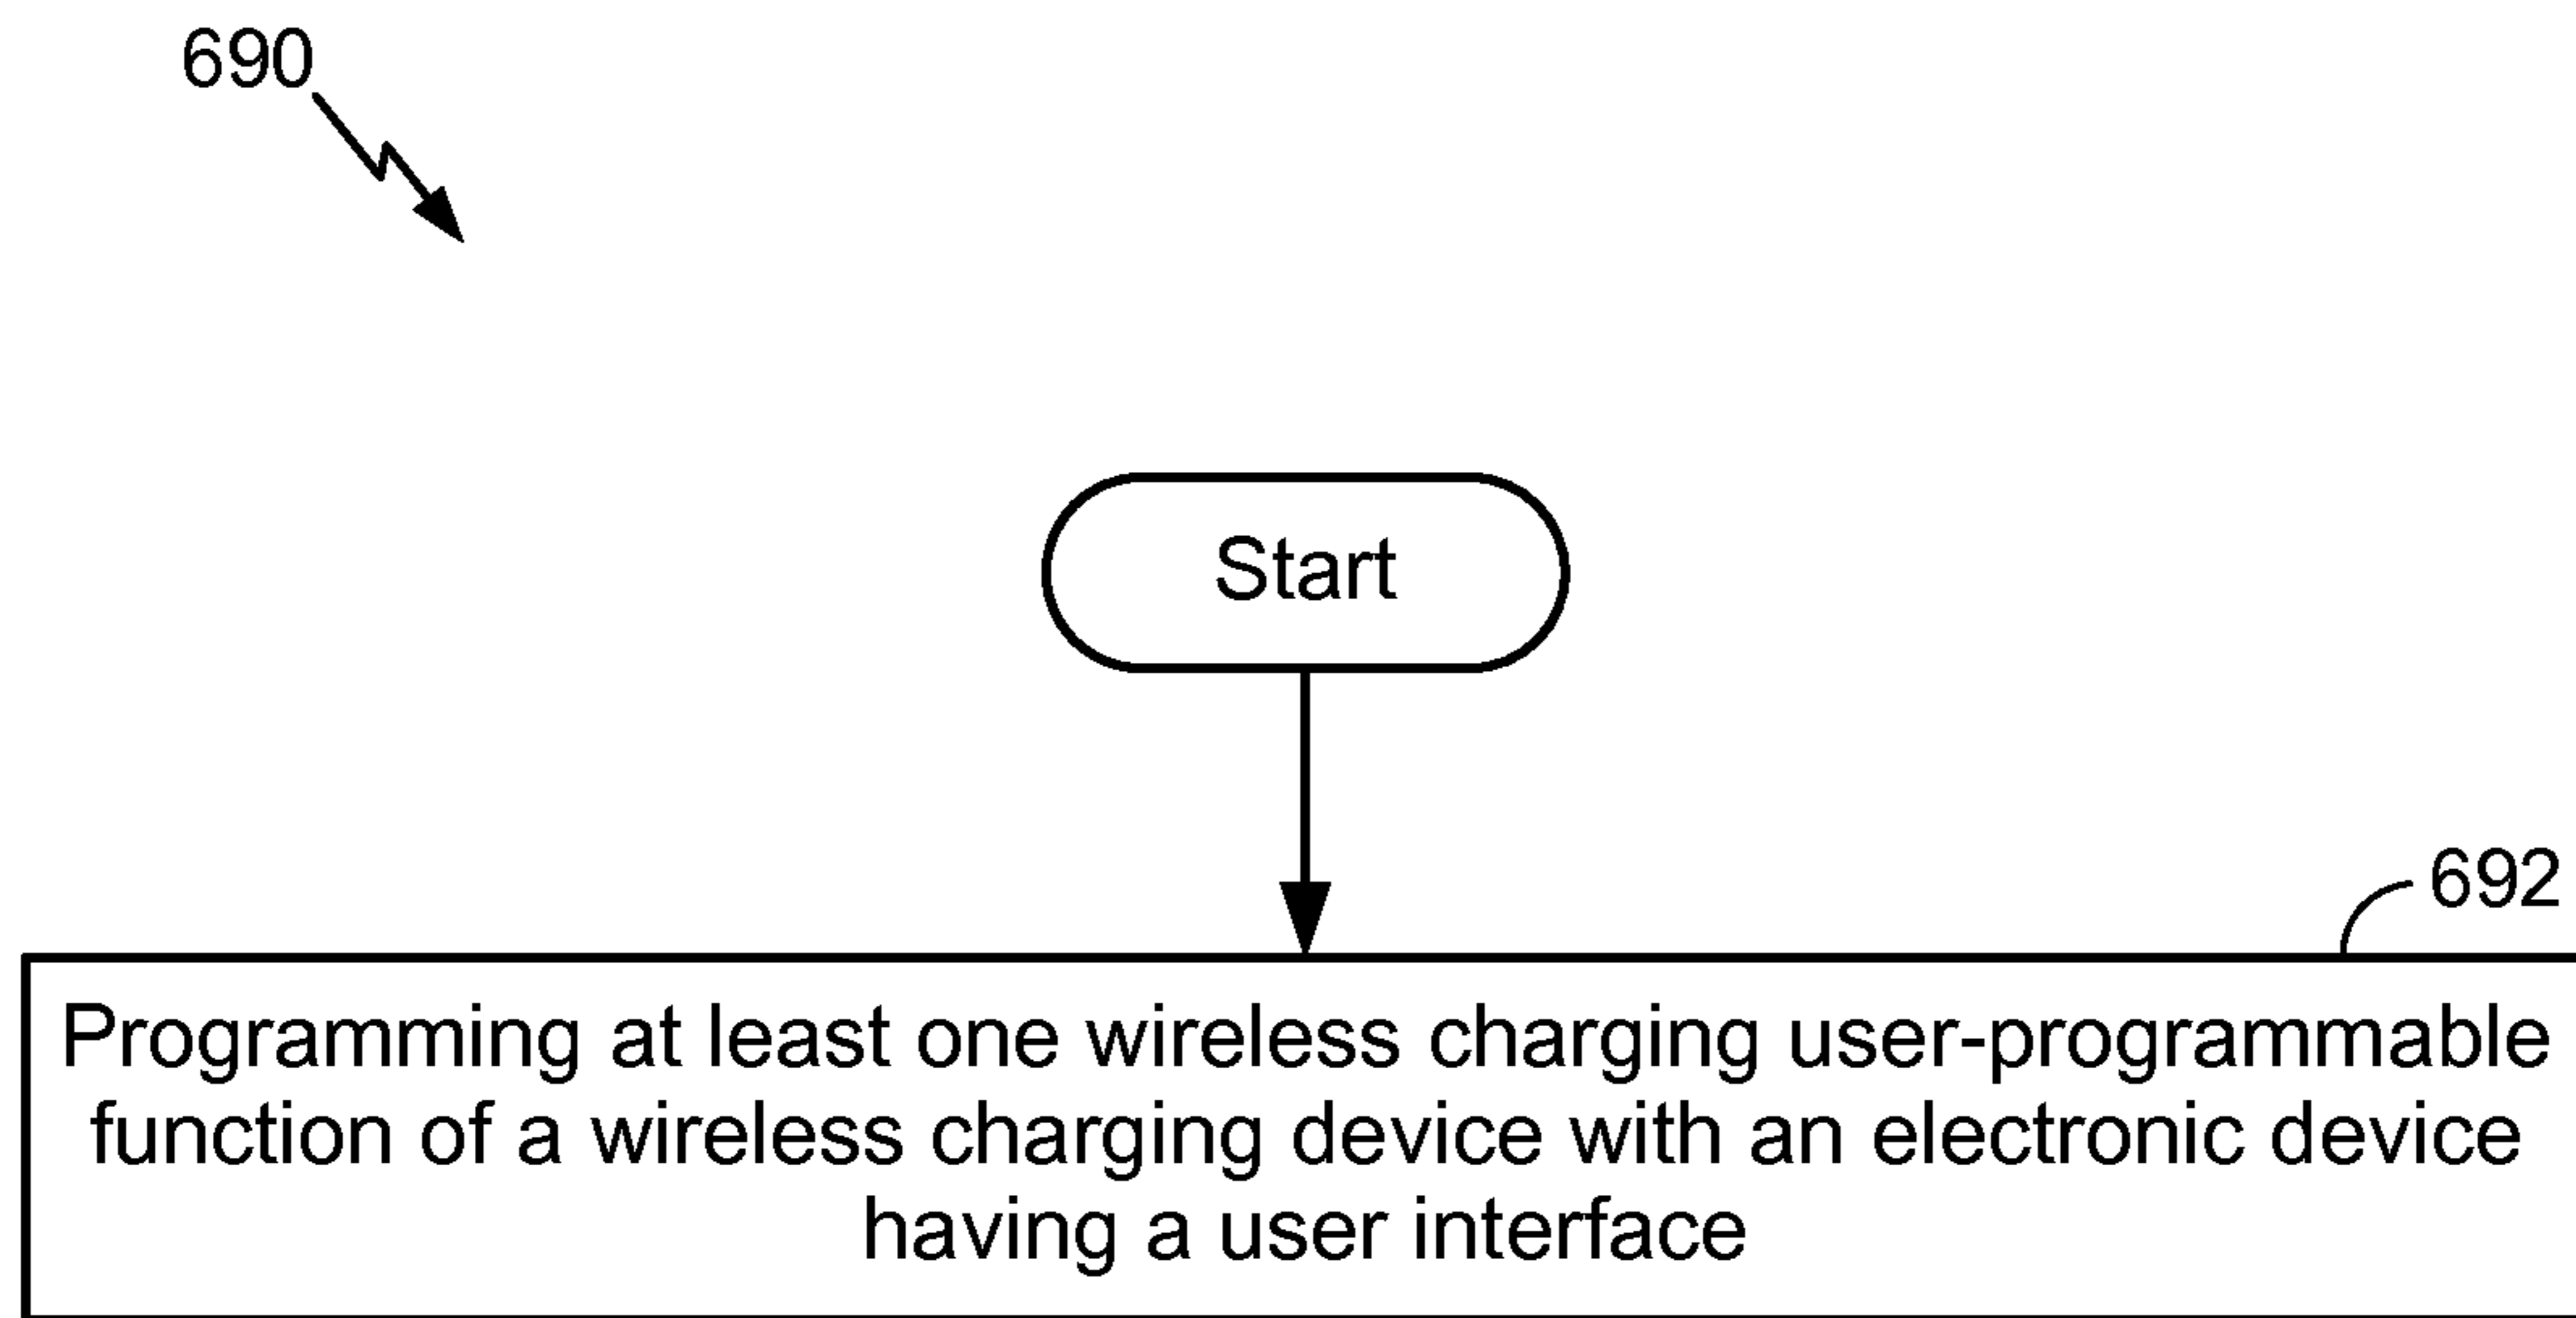 690
Start
692
Programming at least one wireless charging user-programmable
function of a wireless charging device with an electronic device
having a user interface